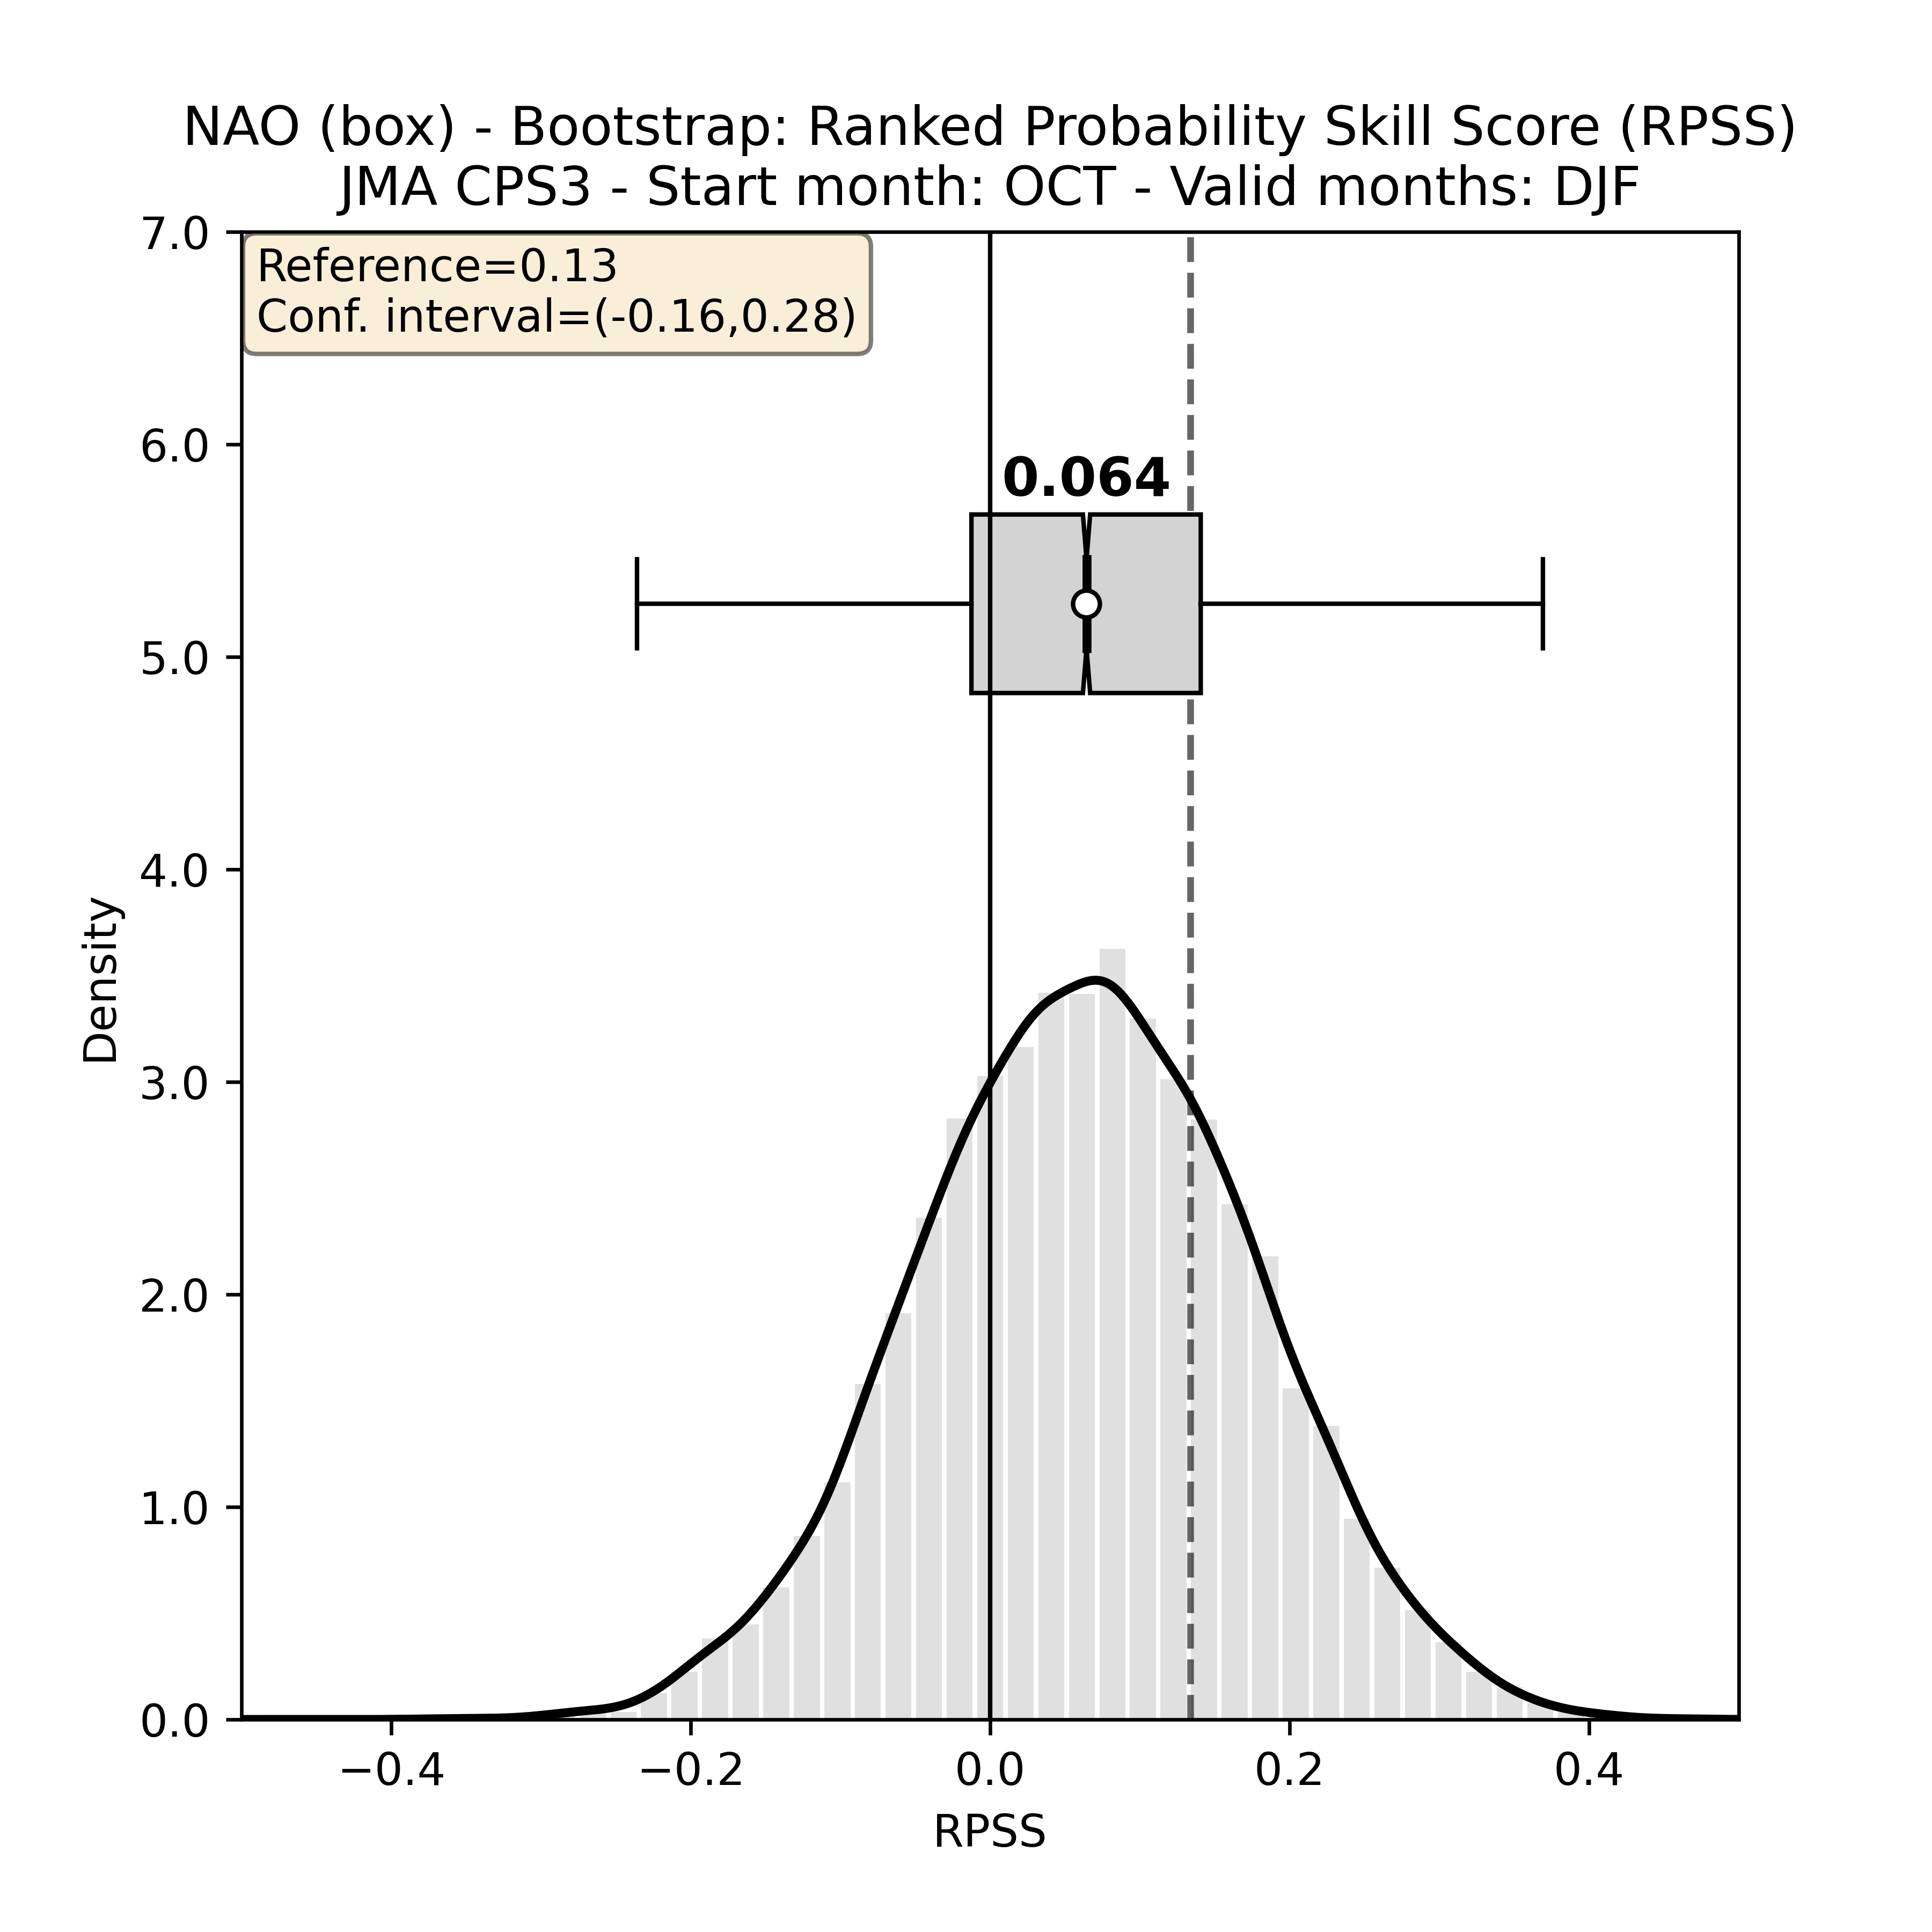 NAO (box) - Bootstrap: Ranked Probability Skill Score (RPSS)
JMA CPS3 - Start month: OCT - Valid months: DJF
Reference=0.13
Conf. interval=(-0.16,0.28)
0.064
7.0
6.0
5.0
4.0
3.0
2.0
1.0
0.0
Density
−0.4
−0.2
0.0
0.2
0.4
RPSS